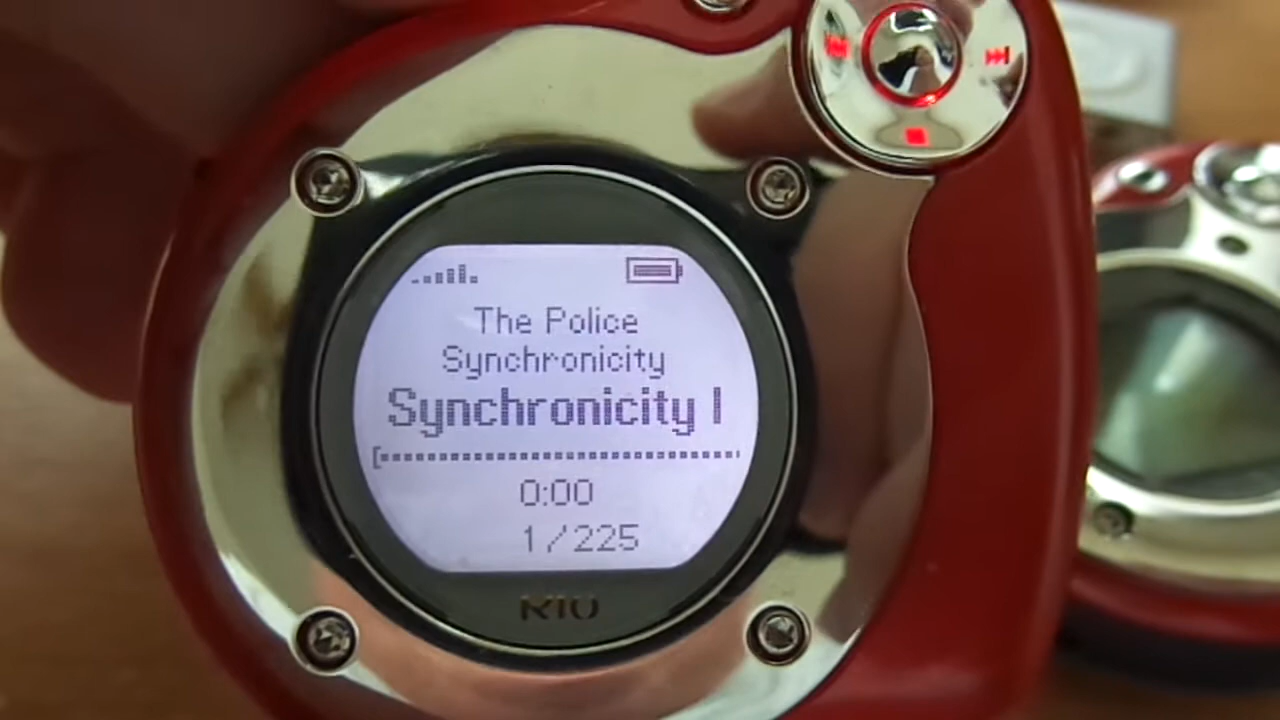 The Police
Synchronicity
Synchronicity I
0:00
1/225
RIO